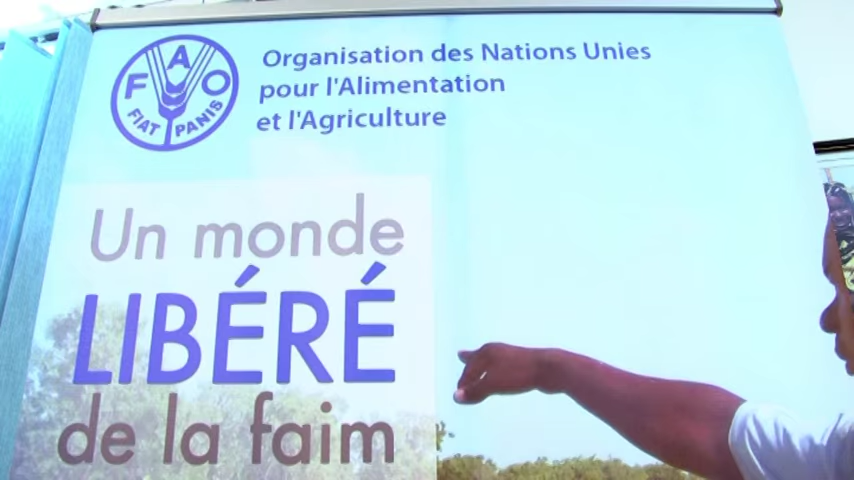 FAO
FIAT PANIS
Organisation des Nations Unies
pour l'Alimentation
et l'Agriculture
Un monde
LIBÉRÉ
de la faim